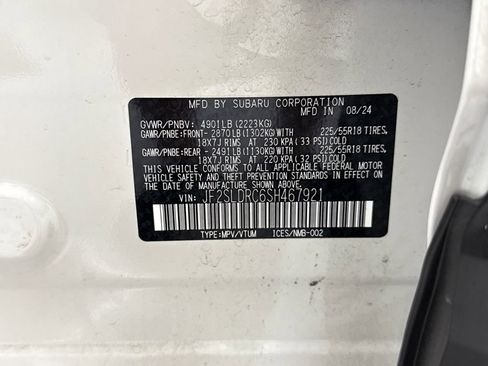 MFD BY SUBARU CORPORATION
MFD IN 08/24
GVWR/PNBV: 4901LB(2223KG)
GAWR/PNBE:FRONT- 2870LB(1302KG)WITH 225/55R18 TIRES,
18X7J RIMS AT 230 KPA(33 PSI)COLD
GAWR/PNBE:REAR - 2491LB(1130KG)WITH 225/55R18 TIRES,
18X7J RIMS AT 220 KPA(32 PSI)COLD
THIS VEHICLE CONFORMS TO ALL APPLICABLE FEDERAL MOTOR
VEHICLE SAFETY, BUMPER, AND THEFT PREVENTION STANDARDS
IN EFFECT ON THE DATE OF MANUFACTURE SHOWN ABOVE.
VIN: JF2SLDRC6SH467921
TYPE:MPV/VTUM ICES/NMB-002